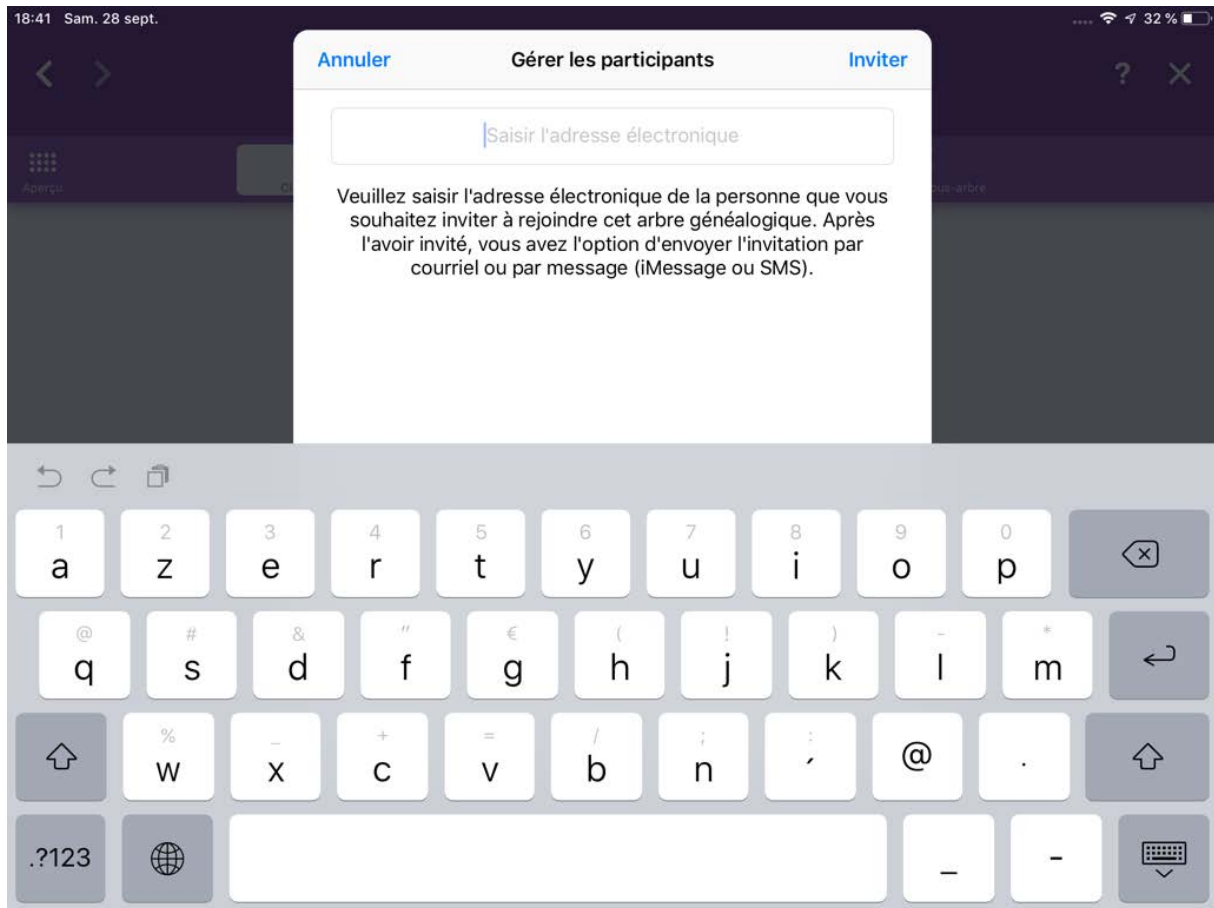 18:41 Sam. 28 sept.
32 %
Annuler Gérer les participants Inviter
? 
Saisir l'adresse électronique
Aperçu
ous-arbre
Veuillez saisir l'adresse électronique de la personne que vous
souhaitez inviter à rejoindre cet arbre généalogique. Après
l'avoir invité, vous avez l'option d'envoyer l'invitation par
courriel ou par message (iMessage ou SMS).
1 2 3 4 5 6 7 8 9 0
a z e r t y u i o p
@ # & " € ( ! ) - *
q s d f g h j k l m
% _ + = / ; :
w x c v b n ´ @ .
.?123 _ -